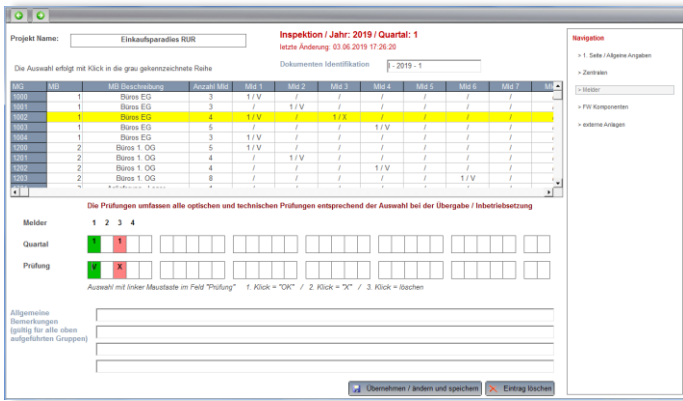 Projekt Name: Einkaufsparadies RUR
Inspektion / Jahr: 2019 / Quartal: 1
letzte Änderung: 03.06.2019 17:26:20
Dokumenten Identifikation I - 2019 - 1
Die Auswahl erfolgt mit Klick in die grau gekennzeichnete Reihe
MG MB MB Beschreibung Anzahl Mld Mld 1 Mld 2 Mld 3 Mld 4 Mld 5 Mld 6 Mld 7
1000 1 Büros EG 3 1 / V / / / / / /
1001 1 Büros EG 3 / 1 / V / / / / /
1002 1 Büros EG 4 1 / V / 1 / X / / / /
1003 1 Büros EG 5 / / / 1 / V / / /
1004 1 Büros EG 3 1 / V / / / / / /
1200 2 Büros 1. OG 5 1 / V / / / / / /
1201 2 Büros 1. OG 4 / 1 / V / / / / /
1202 2 Büros 1. OG 4 / / / 1 / V / / /
1203 2 Büros 1. OG 8 / / / / / 1 / V /
Die Prüfungen umfassen alle optischen und technischen Prüfungen entsprechend der Auswahl bei der Übergabe / Inbetriebsetzung
Melder 1 2 3 4
Quartal 1 1
Prüfung V X
Auswahl mit linker Maustaste im Feld "Prüfung" 1. Klick = "OK" / 2. Klick = "X" / 3. Klick = löschen
Allgemeine
Bemerkungen
(gültig für alle oben
aufgeführten Gruppen)
Übernehmen / ändern und speichern Eintrag löschen
Navigation
> 1. Seite / Allgeine Angaben
> Zentralen
> Melder
> FW Komponenten
> externe Anlagen